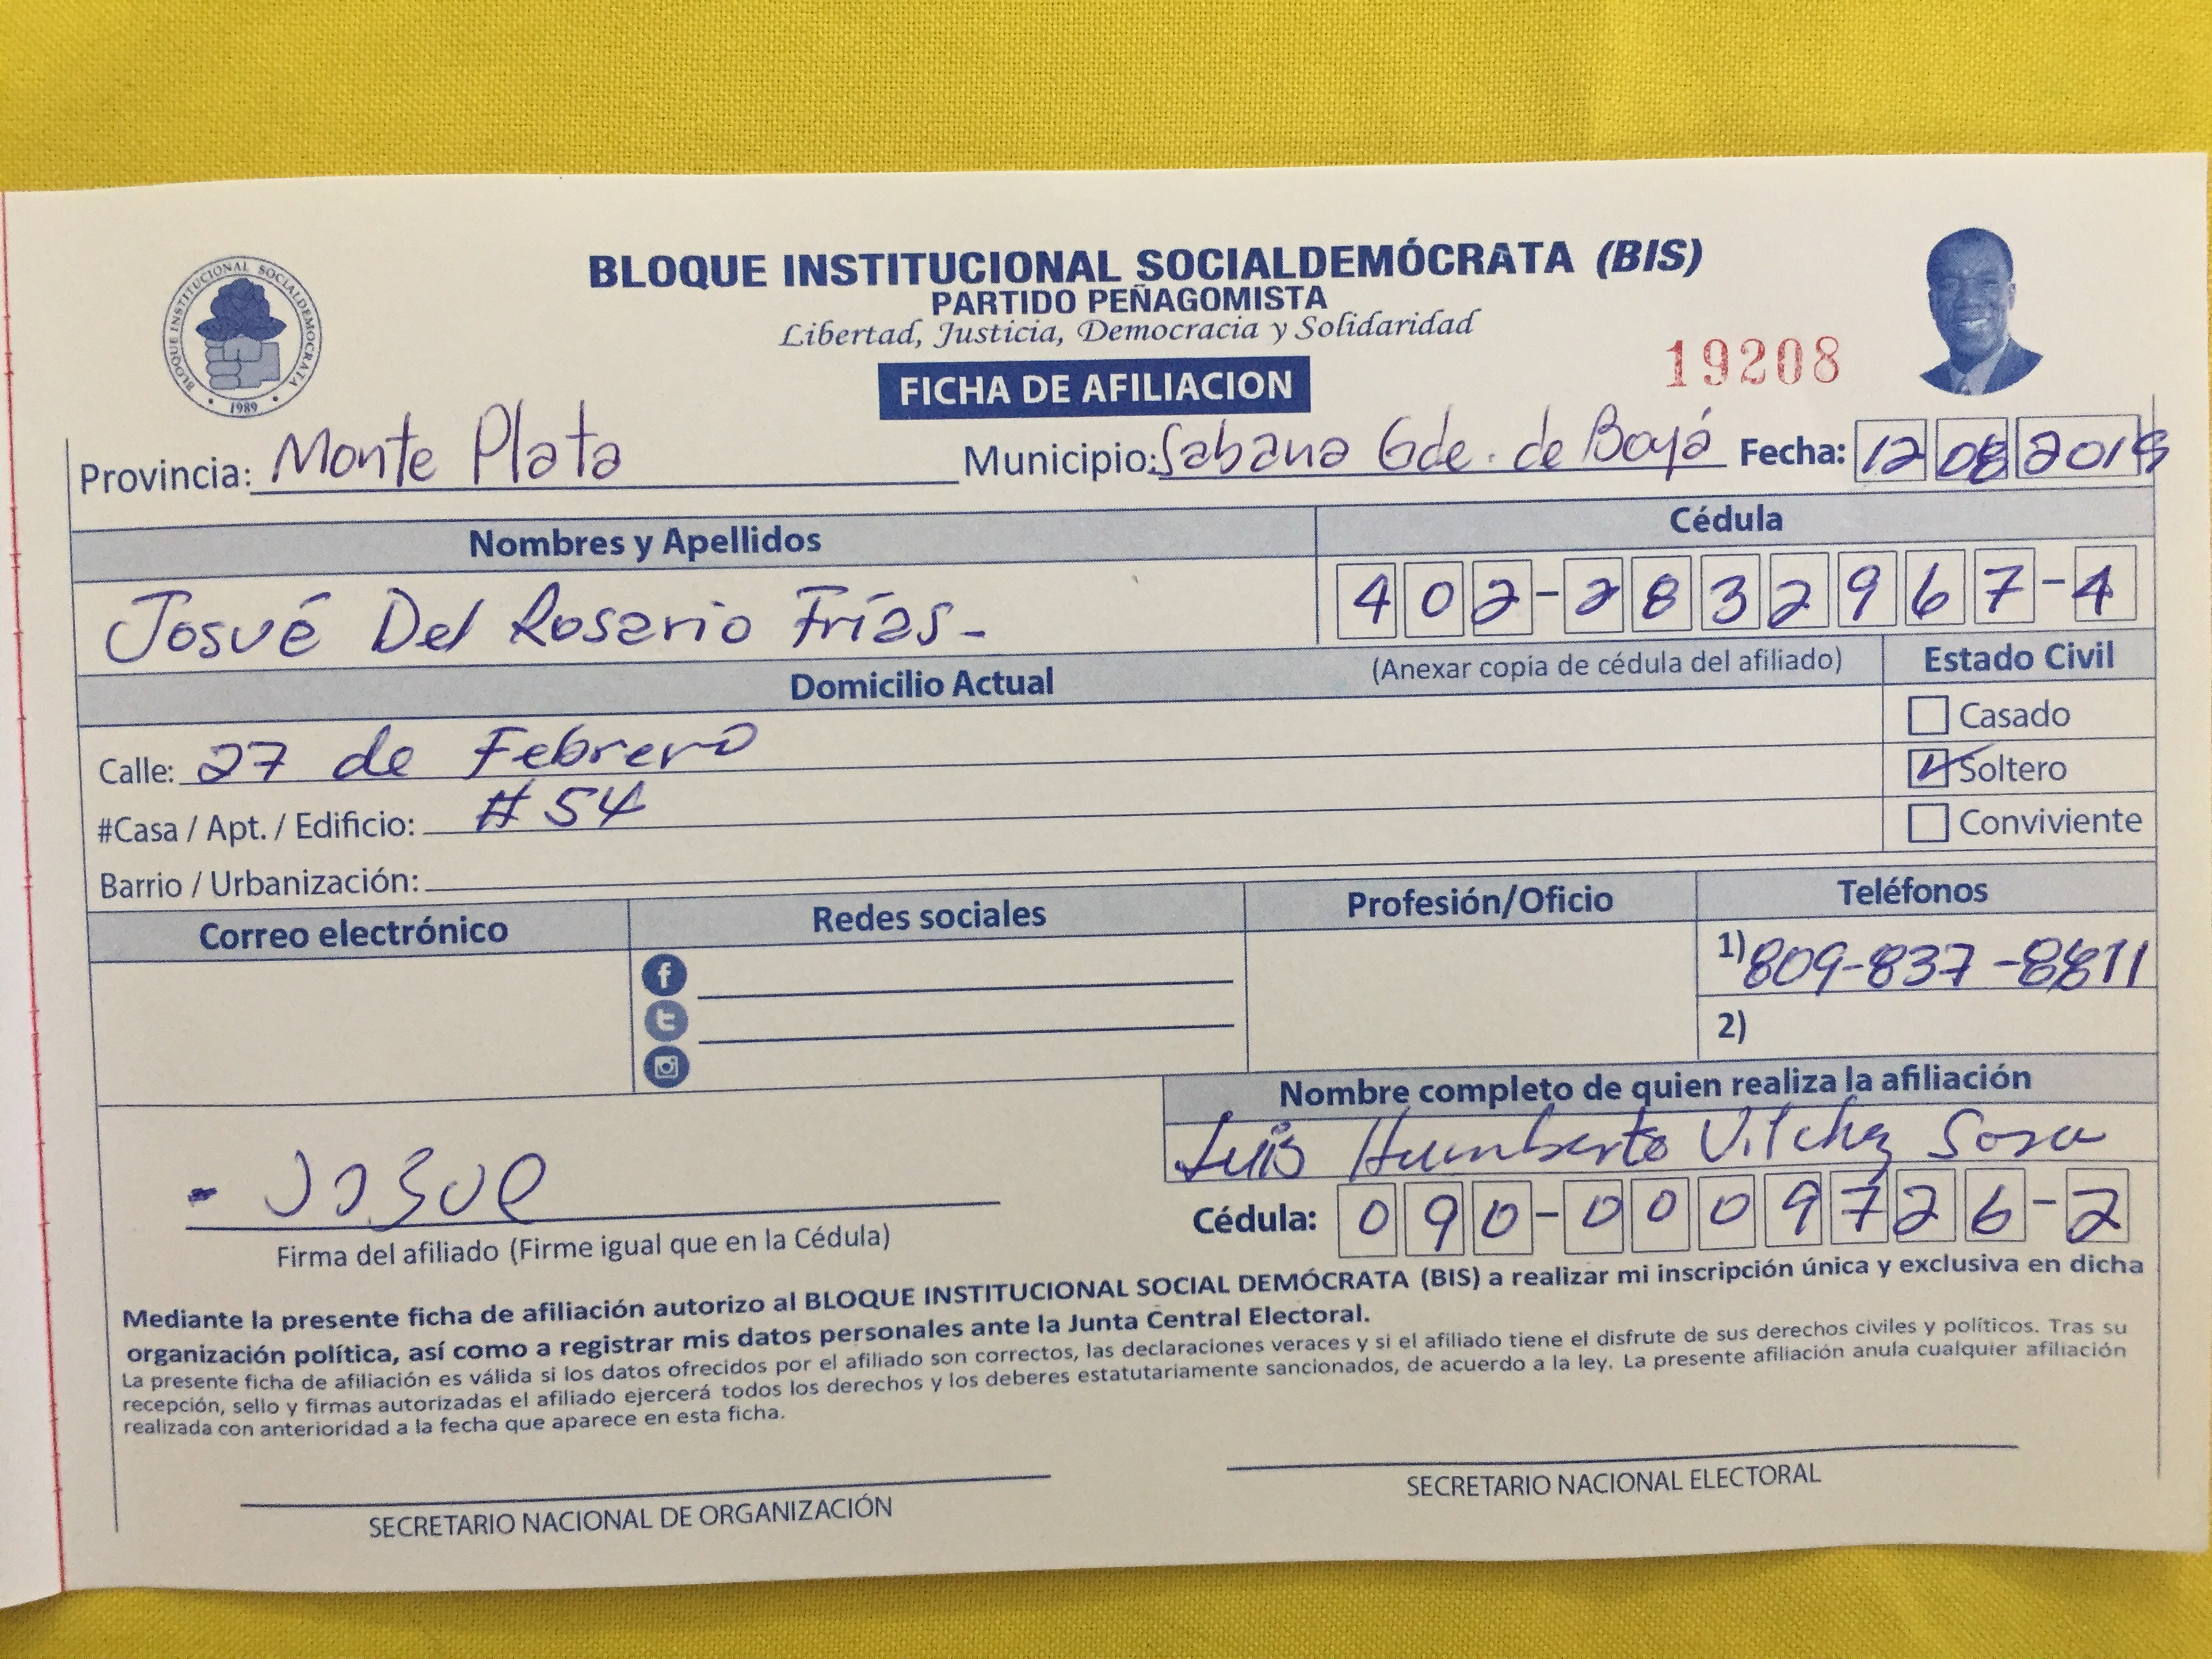 BLOQUE INSTITUCIONAL SOCIALDEMÓCRATA (BIS)
PARTIDO PEÑAGOMISTA
Libertad, Justicia, Democracia y Solidaridad
BLOQUE INSTITUCIONAL SOCIALDEMOCRATA
• 1989 •
19208
FICHA DE AFILIACION
Provincia: Monte Plata Municipio: Sabana Gde. de Boyá Fecha: 12 08
Nombres y Apellidos Cédula
Josué Del Rosario Frías- 402-2832967-4
Domicilio Actual (Anexar copia de cédula del afiliado) Estado Civil
Casado
Calle: 27 de Febrero Soltero
#Casa / Apt. / Edificio: #54 Conviviente
Barrio / Urbanización:
Correo electrónico Redes sociales Profesión/Oficio Teléfonos
1) 809-837-8811
2)
Nombre completo de quien realiza la afiliación
Luis Humberto Vilchez Sosa
- Josue
Cédula: 090-0009726-2
Firma del afiliado (Firme igual que en la Cédula)
Mediante la presente ficha de afiliación autorizo al BLOQUE INSTITUCIONAL SOCIAL DEMÓCRATA (BIS) a realizar mi inscripción única y exclusiva en dicha
organización política, así como a registrar mis datos personales ante la Junta Central Electoral.
La presente ficha de afiliación es válida si los datos ofrecidos por el afiliado son correctos, las declaraciones veraces y si el afiliado tiene el disfrute de sus derechos civiles y políticos. Tras su
recepción, sello y firmas autorizadas el afiliado ejercerá todos los derechos y los deberes estatutariamente sancionados, de acuerdo a la ley. La presente afiliación anula cualquier afiliación
realizada con anterioridad a la fecha que aparece en esta ficha.
SECRETARIO NACIONAL DE ORGANIZACIÓN SECRETARIO NACIONAL ELECTORAL